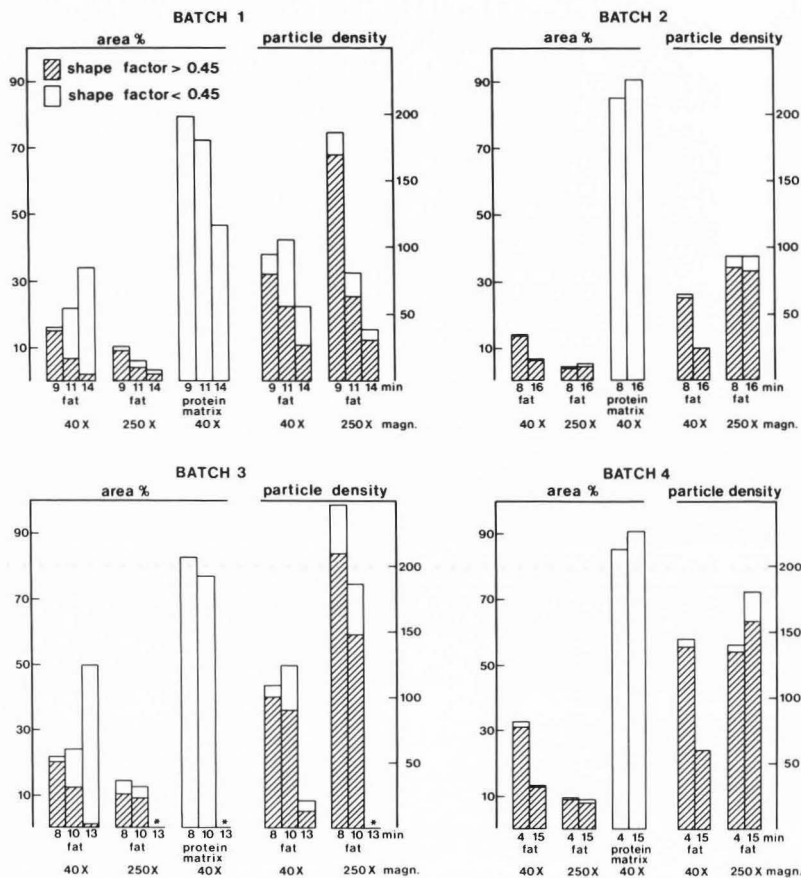 BATCH 1
area % particle density
shape factor > 0.45
shape factor < 0.45
90
70
50
30
10
200
150
100
50
9 11 14 9 11 14 9 11 14 9 11 14 9 11 14 min
fat fat protein matrix fat fat
40 X 250 X 40 X 40 X 250 X magn.
BATCH 2
area % particle density
90
70
50
30
10
200
150
100
50
8 16 8 16 8 16 8 16 8 16 min
fat fat protein matrix fat fat
40 X 250 X 40 X 40 X 250 X magn.
BATCH 3
area % particle density
90
70
50
30
10
200
150
100
50
* * *
8 10 13 8 10 13 8 10 13 8 10 13 8 10 13 min
fat fat protein matrix fat fat
40 X 250 X 40 X 40 X 250 X magn.
BATCH 4
area % particle density
90
70
50
30
10
200
150
100
50
4 15 4 15 4 15 4 15 4 15 min
fat fat protein matrix fat fat
40 X 250 X 40 X 40 X 250 X magn.